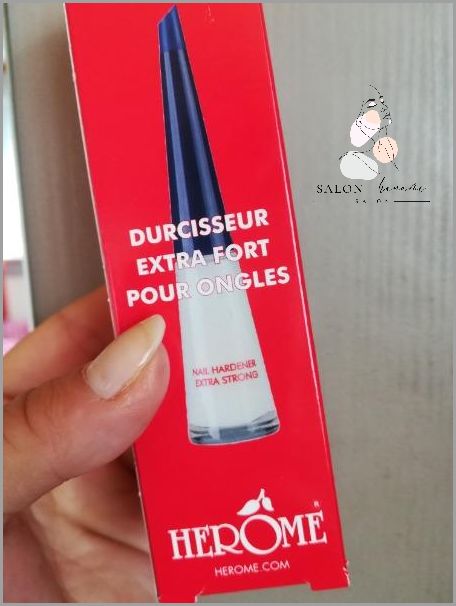 DURCISSEUR
EXTRA FORT
POUR ONGLES
NAIL HARDENER
EXTRA STRONG
HERÔME®
HEROME.COM
SALON